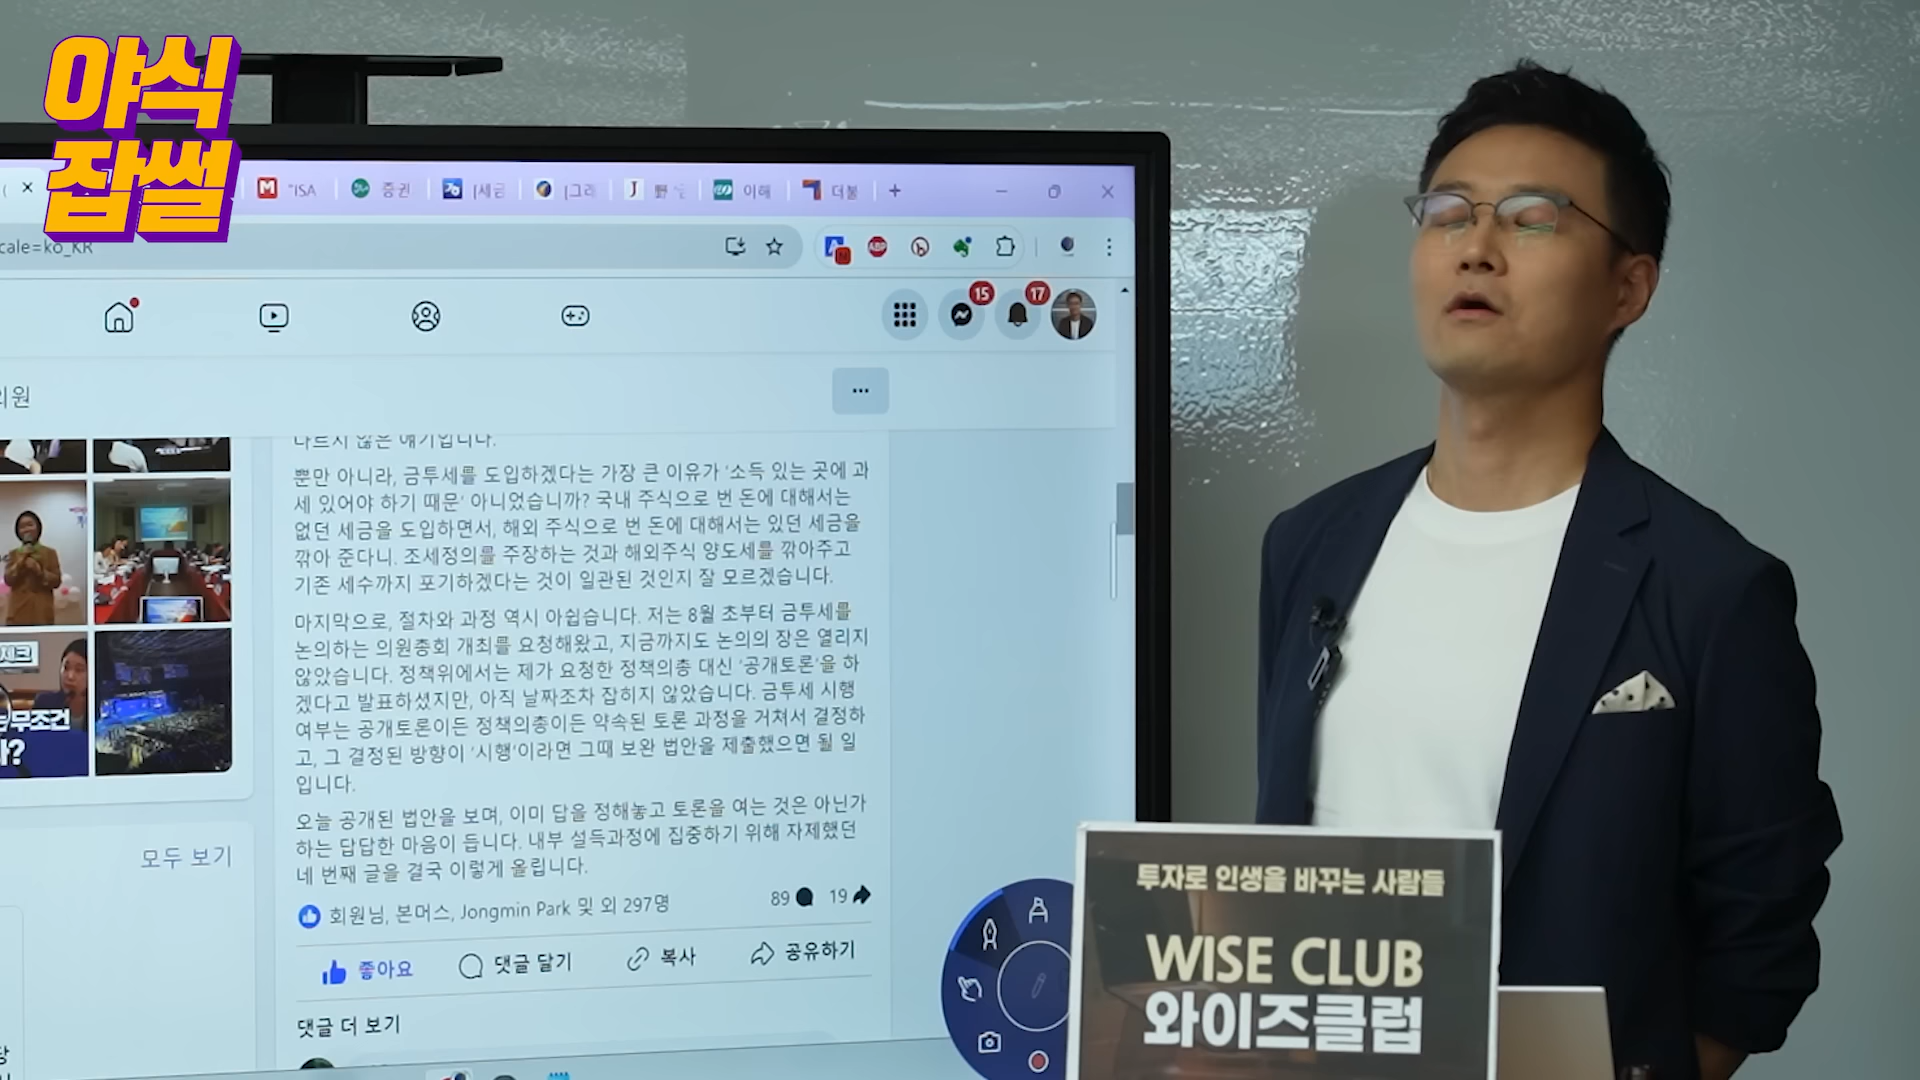 야식
잡썰
"ISA
증권
[세금
[그래
이해
더불
cale=ko_KR
15
17
의원
다르지 않은 얘기입니다.
뿐만 아니라, 금투세를 도입하겠다는 가장 큰 이유가 '소득 있는 곳에 과
세 있어야 하기 때문' 아니었습니까? 국내 주식으로 번 돈에 대해서는
없던 세금을 도입하면서, 해외 주식으로 번 돈에 대해서는 있던 세금을
깎아 준다니. 조세정의를 주장하는 것과 해외주식 양도세를 깎아주고
기존 세수까지 포기하겠다는 것이 일관된 것인지 잘 모르겠습니다.
마지막으로, 절차와 과정 역시 아쉽습니다. 저는 8월 초부터 금투세를
논의하는 의원총회 개최를 요청해왔고, 지금까지도 논의의 장은 열리지
않았습니다. 정책위에서는 제가 요청한 정책의총 대신 '공개토론'을 하
겠다고 발표하셨지만, 아직 날짜조차 잡히지 않았습니다. 금투세 시행
여부는 공개토론이든 정책의총이든 약속된 토론 과정을 거쳐서 결정하
고, 그 결정된 방향이 '시행'이라면 그때 보완 법안을 제출했으면 될 일
입니다.
오늘 공개된 법안을 보며, 이미 답을 정해놓고 토론을 여는 것은 아닌가
하는 답답한 마음이 듭니다. 내부 설득과정에 집중하기 위해 자제했던
네 번째 글을 결국 이렇게 올립니다.
회원님, 본머스, Jongmin Park 및 외 297명
89
19
좋아요
댓글 달기
복사
공유하기
댓글 더 보기
모두 보기
무조건
투자로 인생을 바꾸는 사람들
WISE CLUB
와이즈클럽